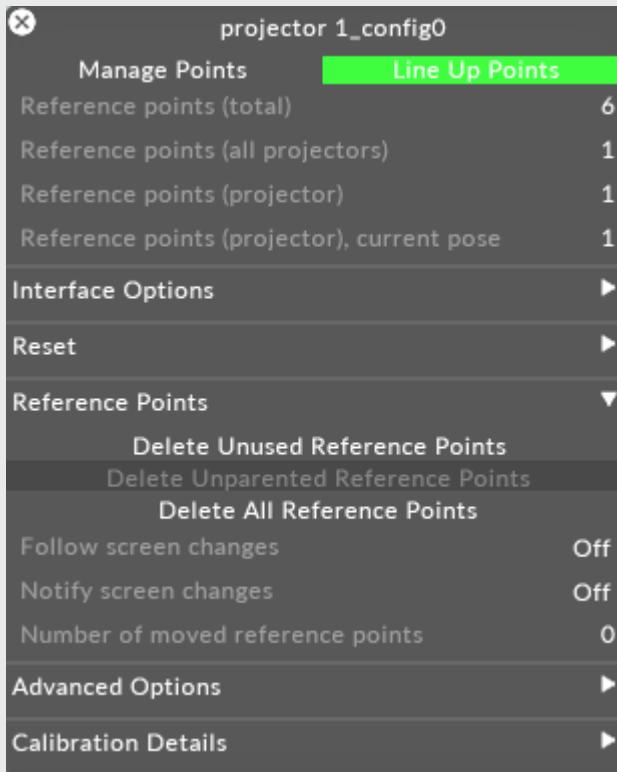 projector 1_config0
Manage Points Line Up Points
Reference points (total) 6
Reference points (all projectors) 1
Reference points (projector) 1
Reference points (projector), current pose 1
Interface Options
Reset
Reference Points
Delete Unused Reference Points
Delete Unparented Reference Points
Delete All Reference Points
Follow screen changes Off
Notify screen changes Off
Number of moved reference points 0
Advanced Options
Calibration Details